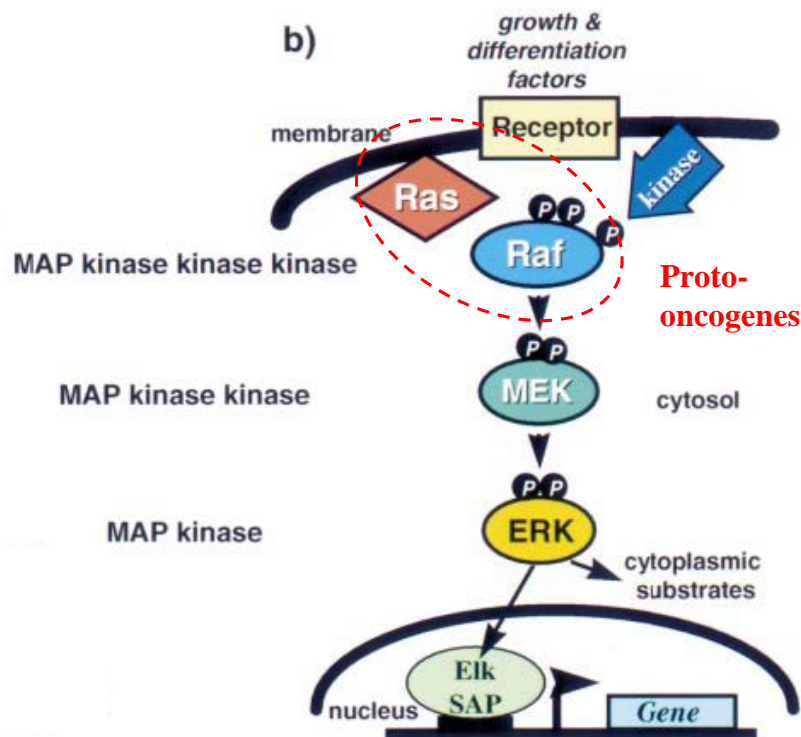 b)
growth &
differentiation
factors
membrane
Receptor
kinase
Ras
P P
P
Raf
MAP kinase kinase kinase
Proto-
oncogenes
P P
MEK
MAP kinase kinase
cytosol
P P
ERK
MAP kinase
cytoplasmic
substrates
Elk
SAP
nucleus
Gene